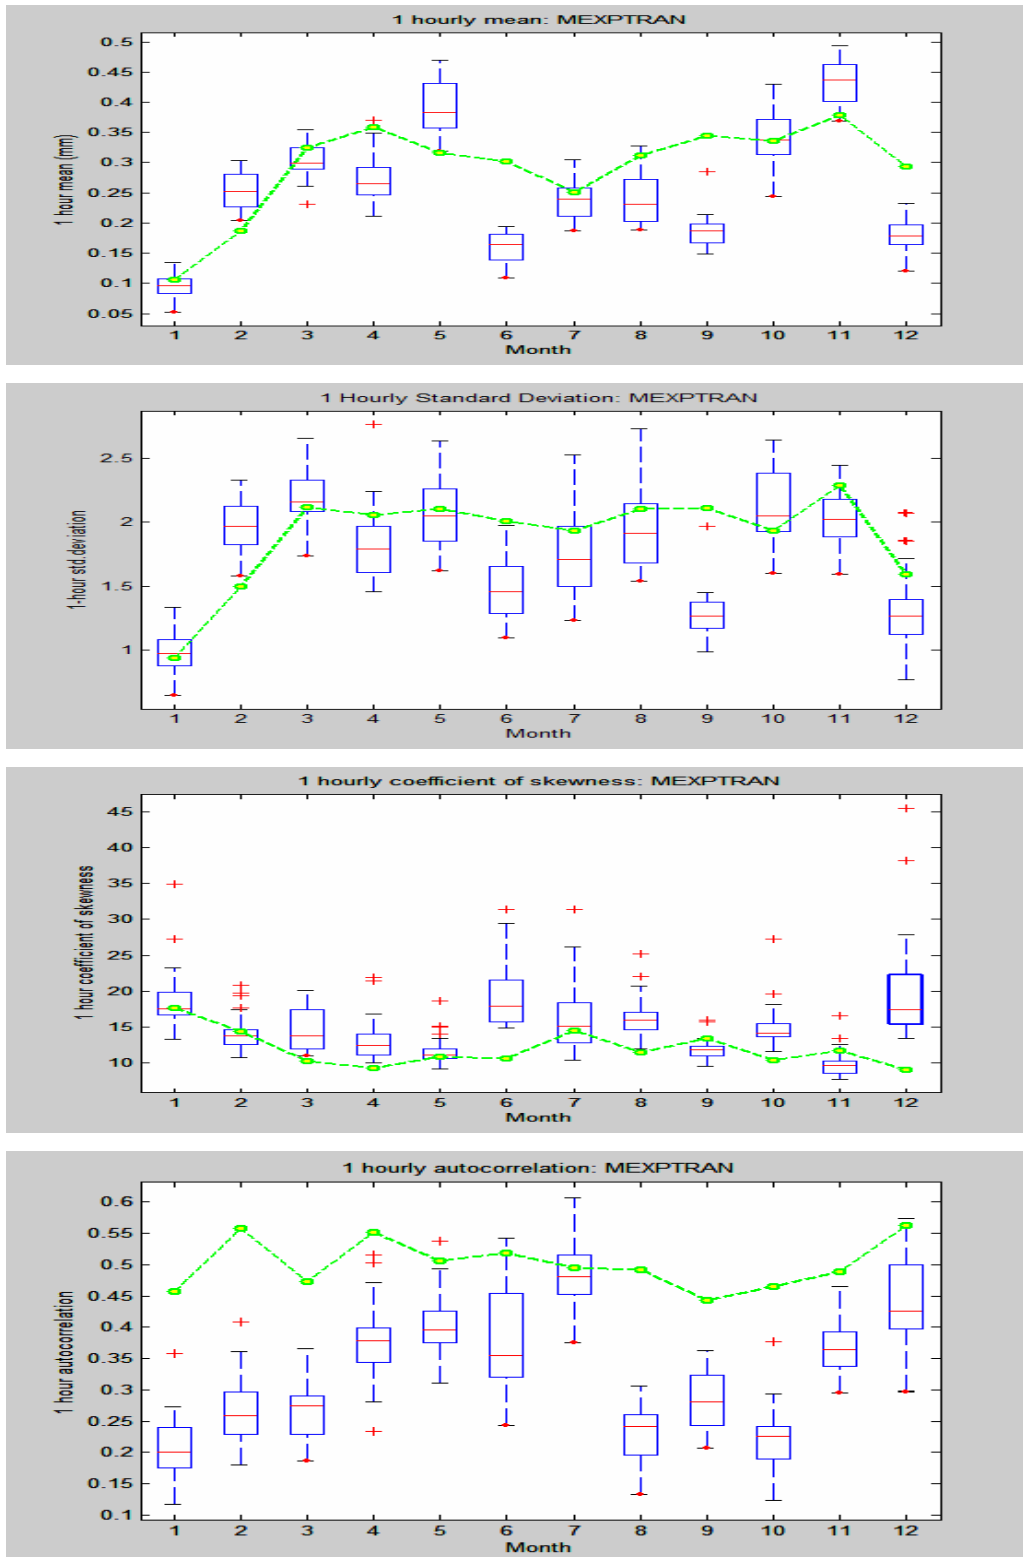 1 hourly mean: MEXPTRAN
1 hour mean (mm)
0.5
0.45
0.4
0.35
0.3
0.25
0.2
0.15
0.1
0.05
1 2 3 4 5 6 7 8 9 10 11 12
Month
1 Hourly Standard Deviation: MEXPTRAN
1-hour std.deviation
2.5
2
1.5
1
1 2 3 4 5 6 7 8 9 10 11 12
Month
1 hourly coefficient of skewness: MEXPTRAN
1 hour coefficient of skewness
45
40
35
30
25
20
15
10
1 2 3 4 5 6 7 8 9 10 11 12
Month
1 hourly autocorrelation: MEXPTRAN
1 hour autocorrelation
0.6
0.55
0.5
0.45
0.4
0.35
0.3
0.25
0.2
0.15
0.1
1 2 3 4 5 6 7 8 9 10 11 12
Month